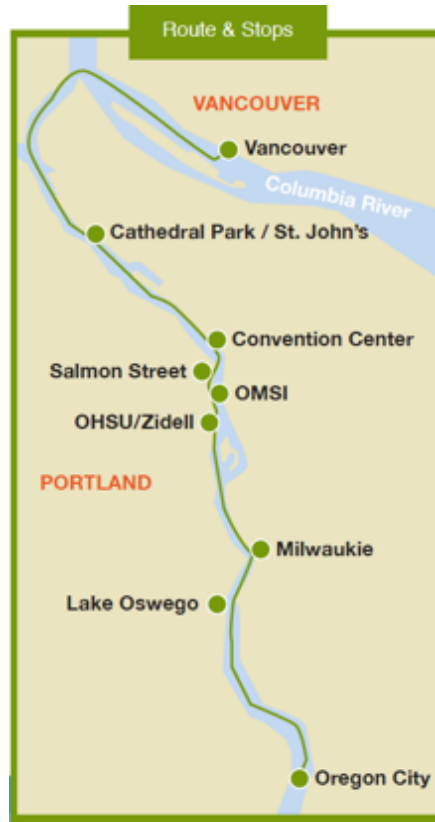 Route & Stops
VANCOUVER
Vancouver
Columbia River
Cathedral Park / St. John's
Convention Center
Salmon Street
OMSI
OHSU/Zidell
PORTLAND
Milwaukie
Lake Oswego
Oregon City